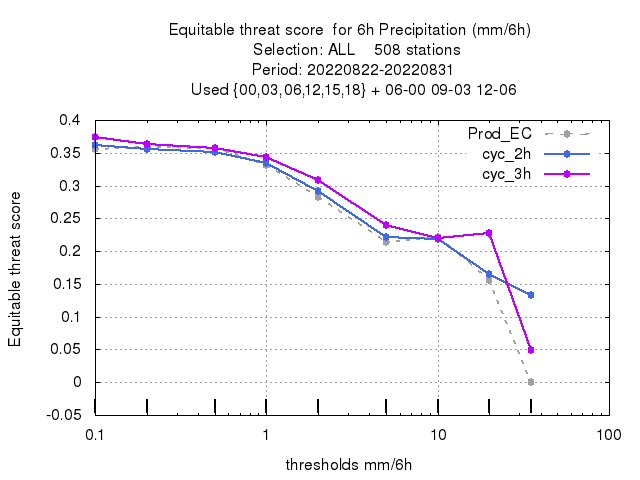 Equitable threat score  for 6h Precipitation (mm/6h)
Selection: ALL    508 stations
Period: 20220822-20220831
Used {00,03,06,12,15,18} + 06-00 09-03 12-06
Prod_EC
cyc_2h
cyc_3h
0.4
0.35
0.3
0.25
0.2
0.15
0.1
0.05
0
-0.05
Equitable threat score
0.1 1 10 100
thresholds mm/6h